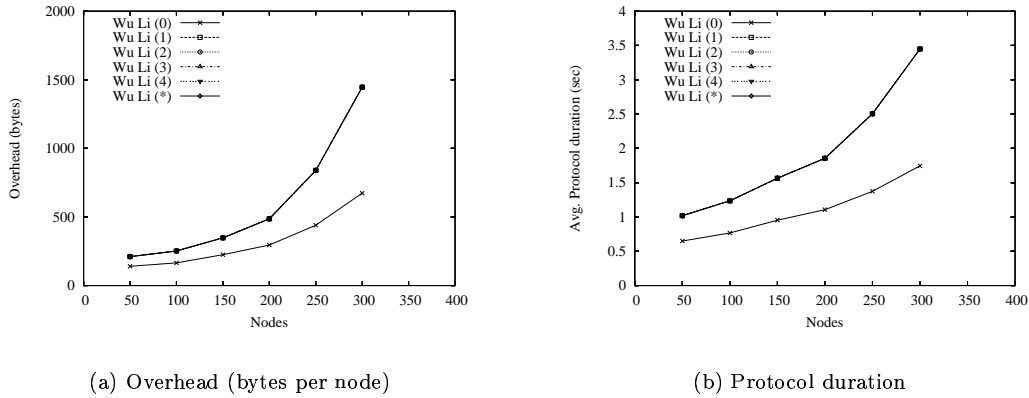 2000
1500
1000
500
0
Overhead (bytes)
Wu Li (0)
Wu Li (1)
Wu Li (2)
Wu Li (3)
Wu Li (4)
Wu Li (*)
0 50 100 150 200 250 300 350 400
Nodes
(a) Overhead (bytes per node)
4
3.5
3
2.5
2
1.5
1
0.5
0
Avg. Protocol duration (sec)
Wu Li (0)
Wu Li (1)
Wu Li (2)
Wu Li (3)
Wu Li (4)
Wu Li (*)
0 50 100 150 200 250 300 350 400
Nodes
(b) Protocol duration